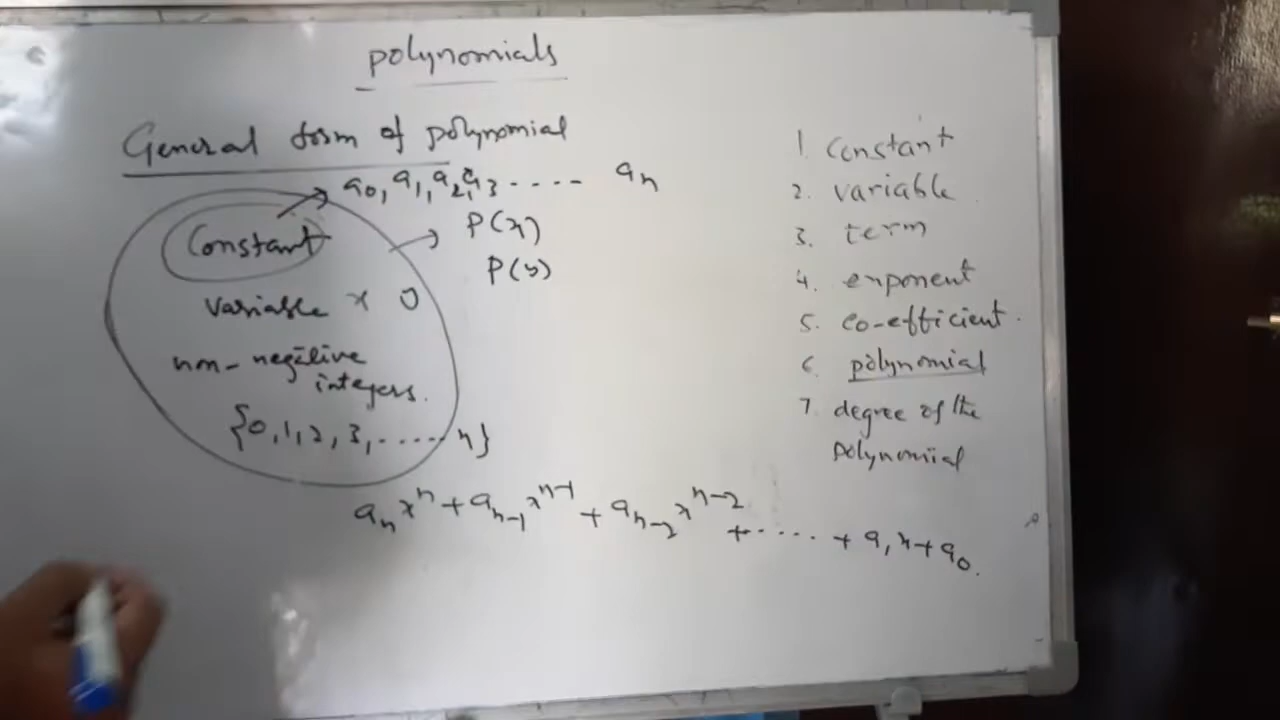 polynomials
General form of polynomial
a₀, a₁, a₂, a₃ ..... aₙ
Constant
P(x)
P(y)
variable x
non-negative
integers.
{0,1,2,3,......n}
aₙxⁿ + aₙ₋₁xⁿ⁻¹ + aₙ₋₂xⁿ⁻² + ...... + a₁x + a₀.
1. Constant
2. variable
3. term
4. exponent
5. co-efficient.
6. polynomial
7. degree of the
polynomial